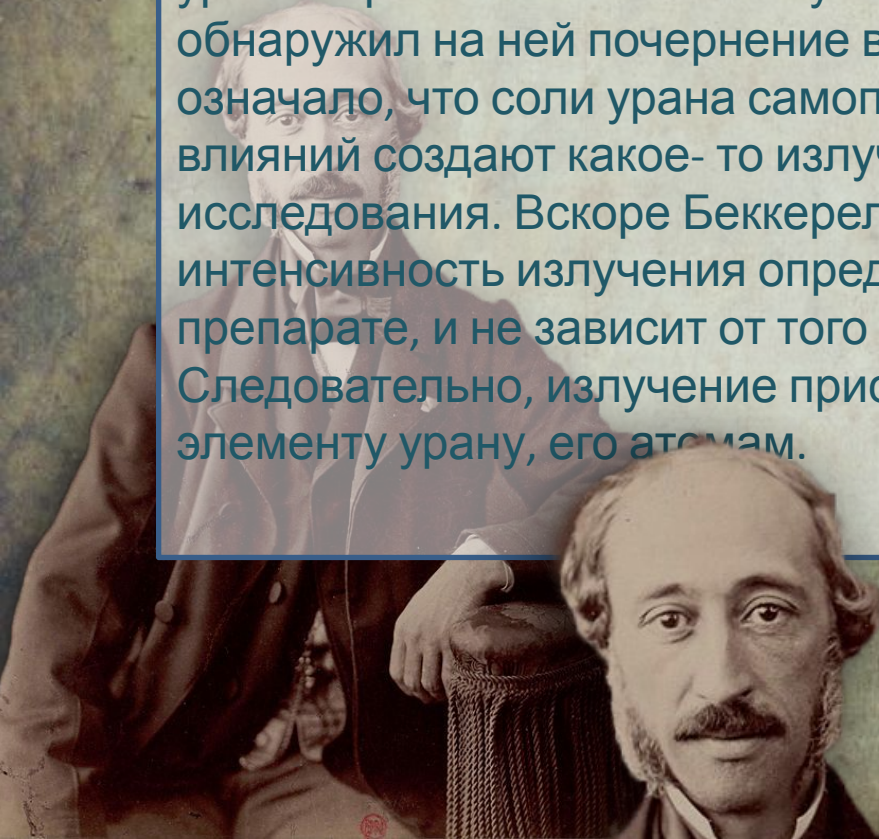 обнаружил на ней почернение в
означало, что соли урана самоп
влияний создают какое- то излуч
исследования. Вскоре Беккерел
интенсивность излучения опред
препарате, и не зависит от того
Следовательно, излучение прис
элементу урану, его атомам.